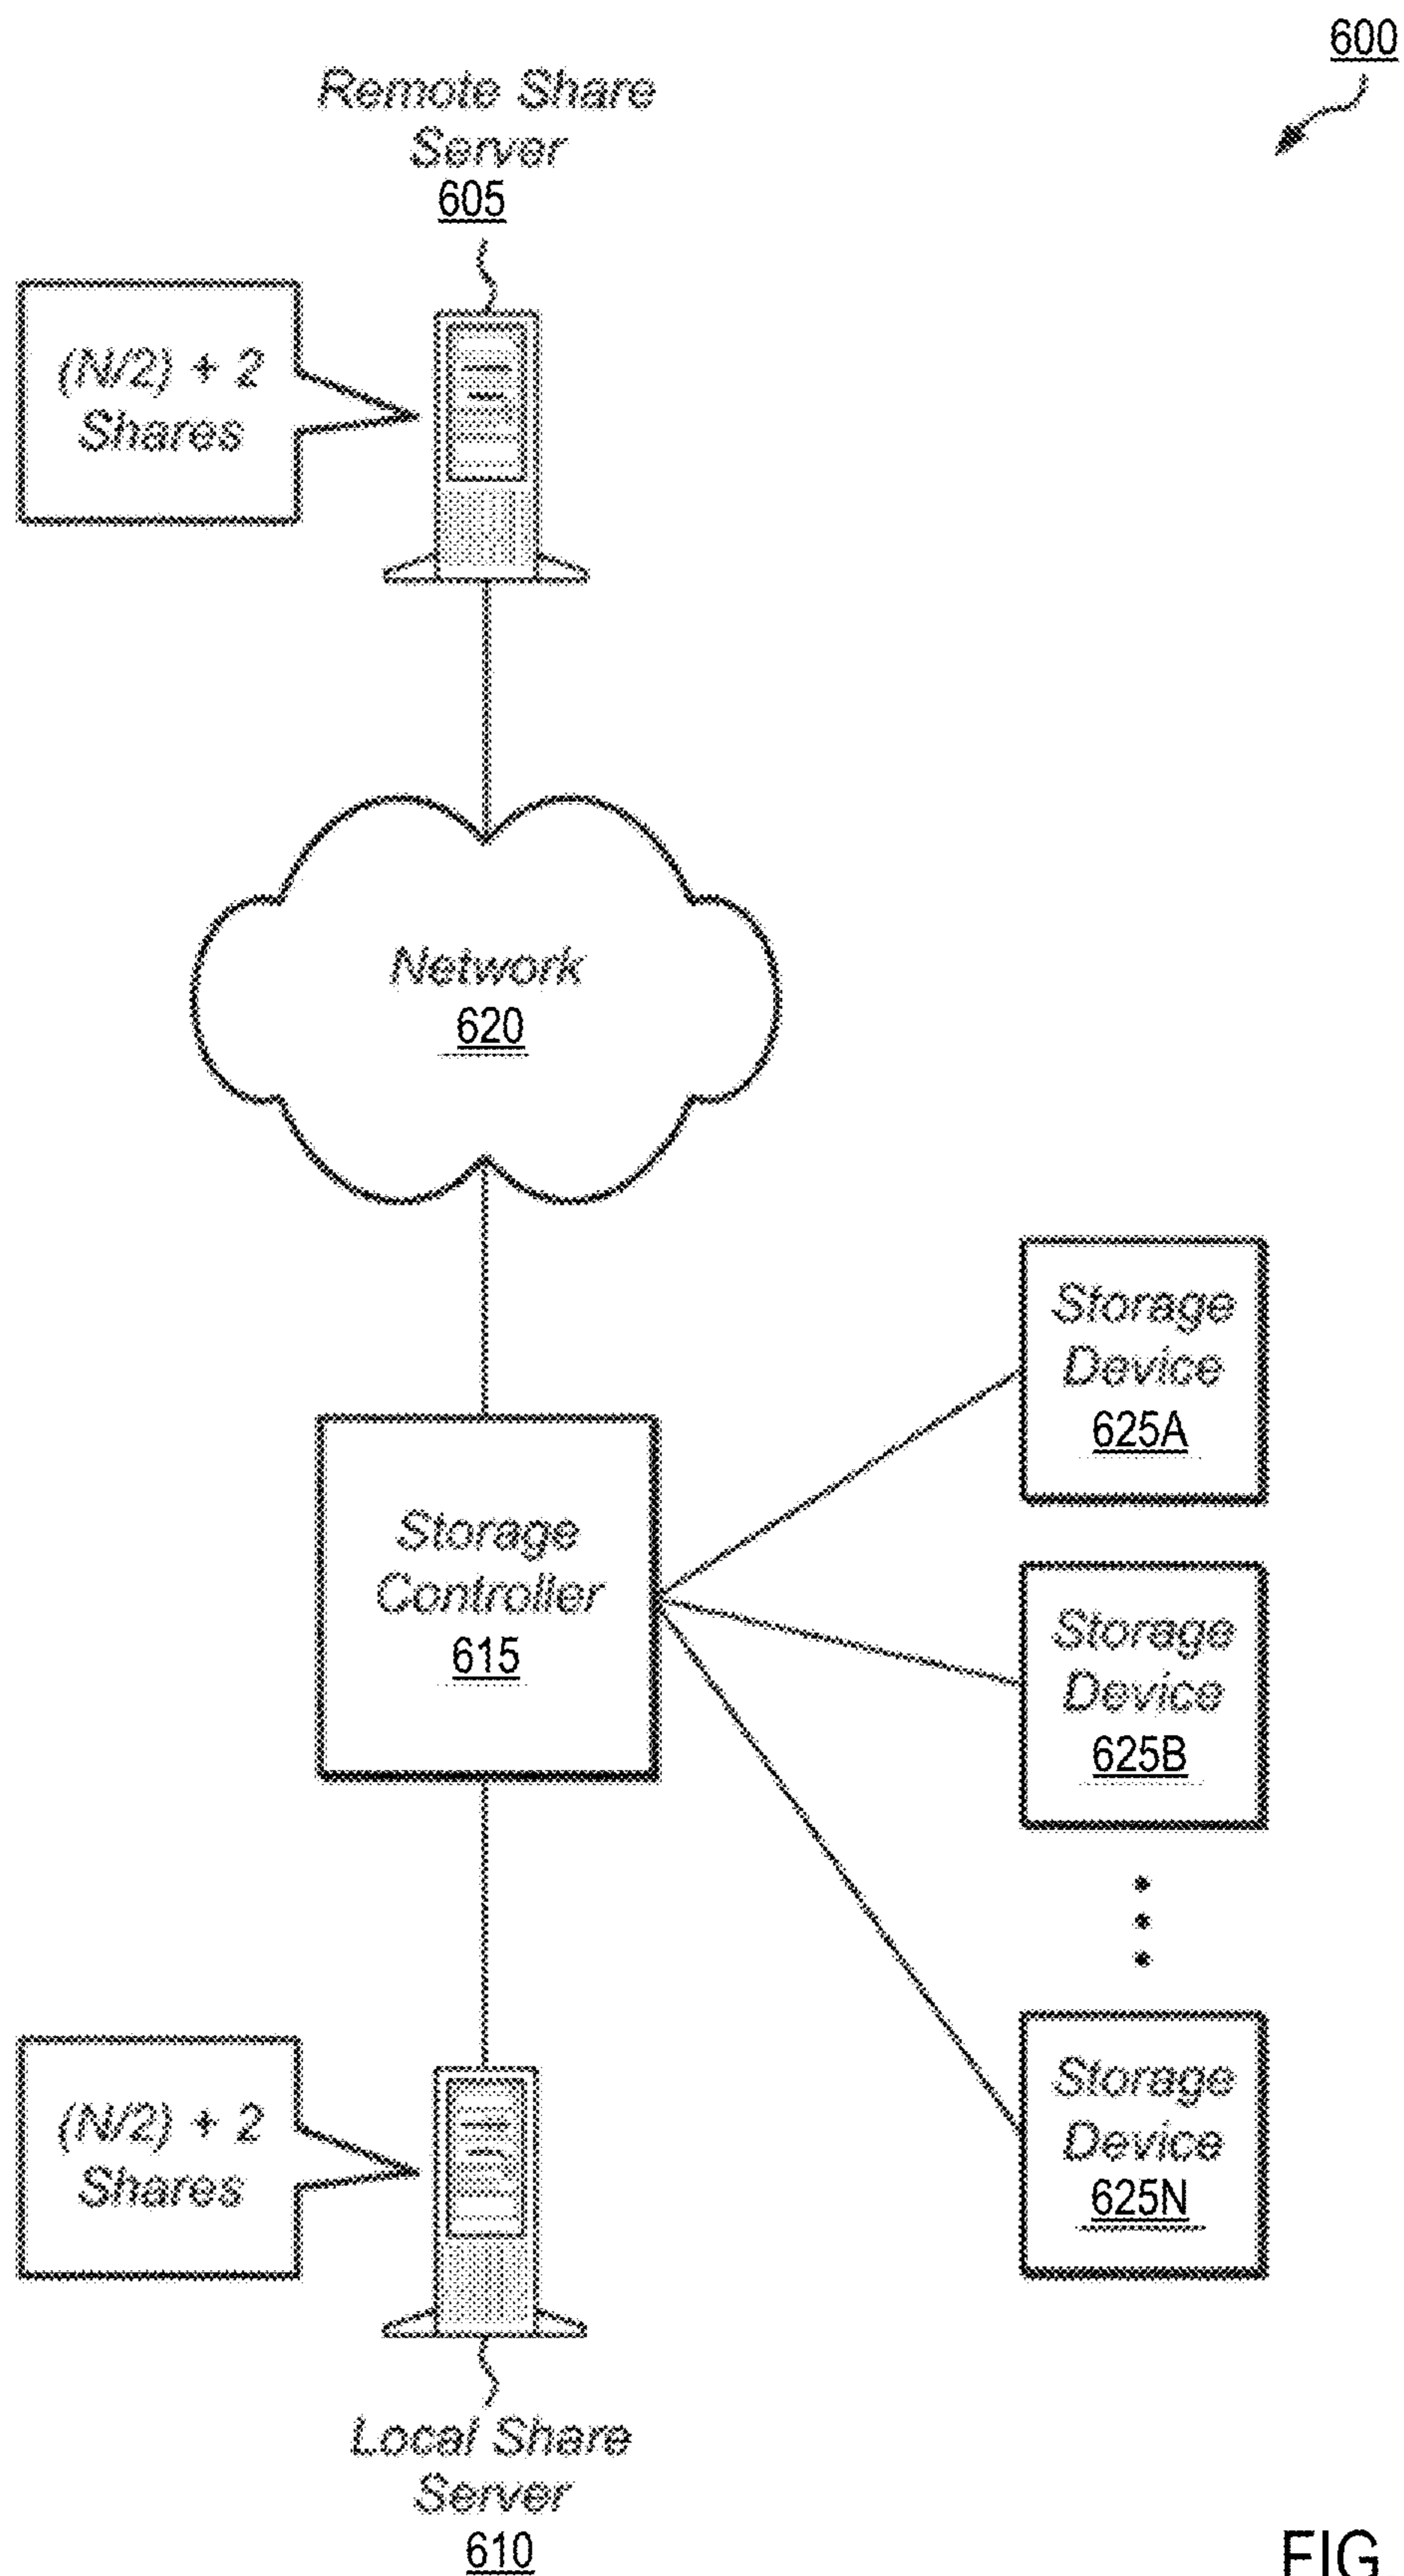 600
Remote Share
Server
605
(N/2) + 2
Shares
Network
620
Storage
Device
625A
Storage
Controller
615
Storage
Device
625B
Storage
Device
625N
(N/2) + 2
Shares
Local Share
Server
610
FIG.